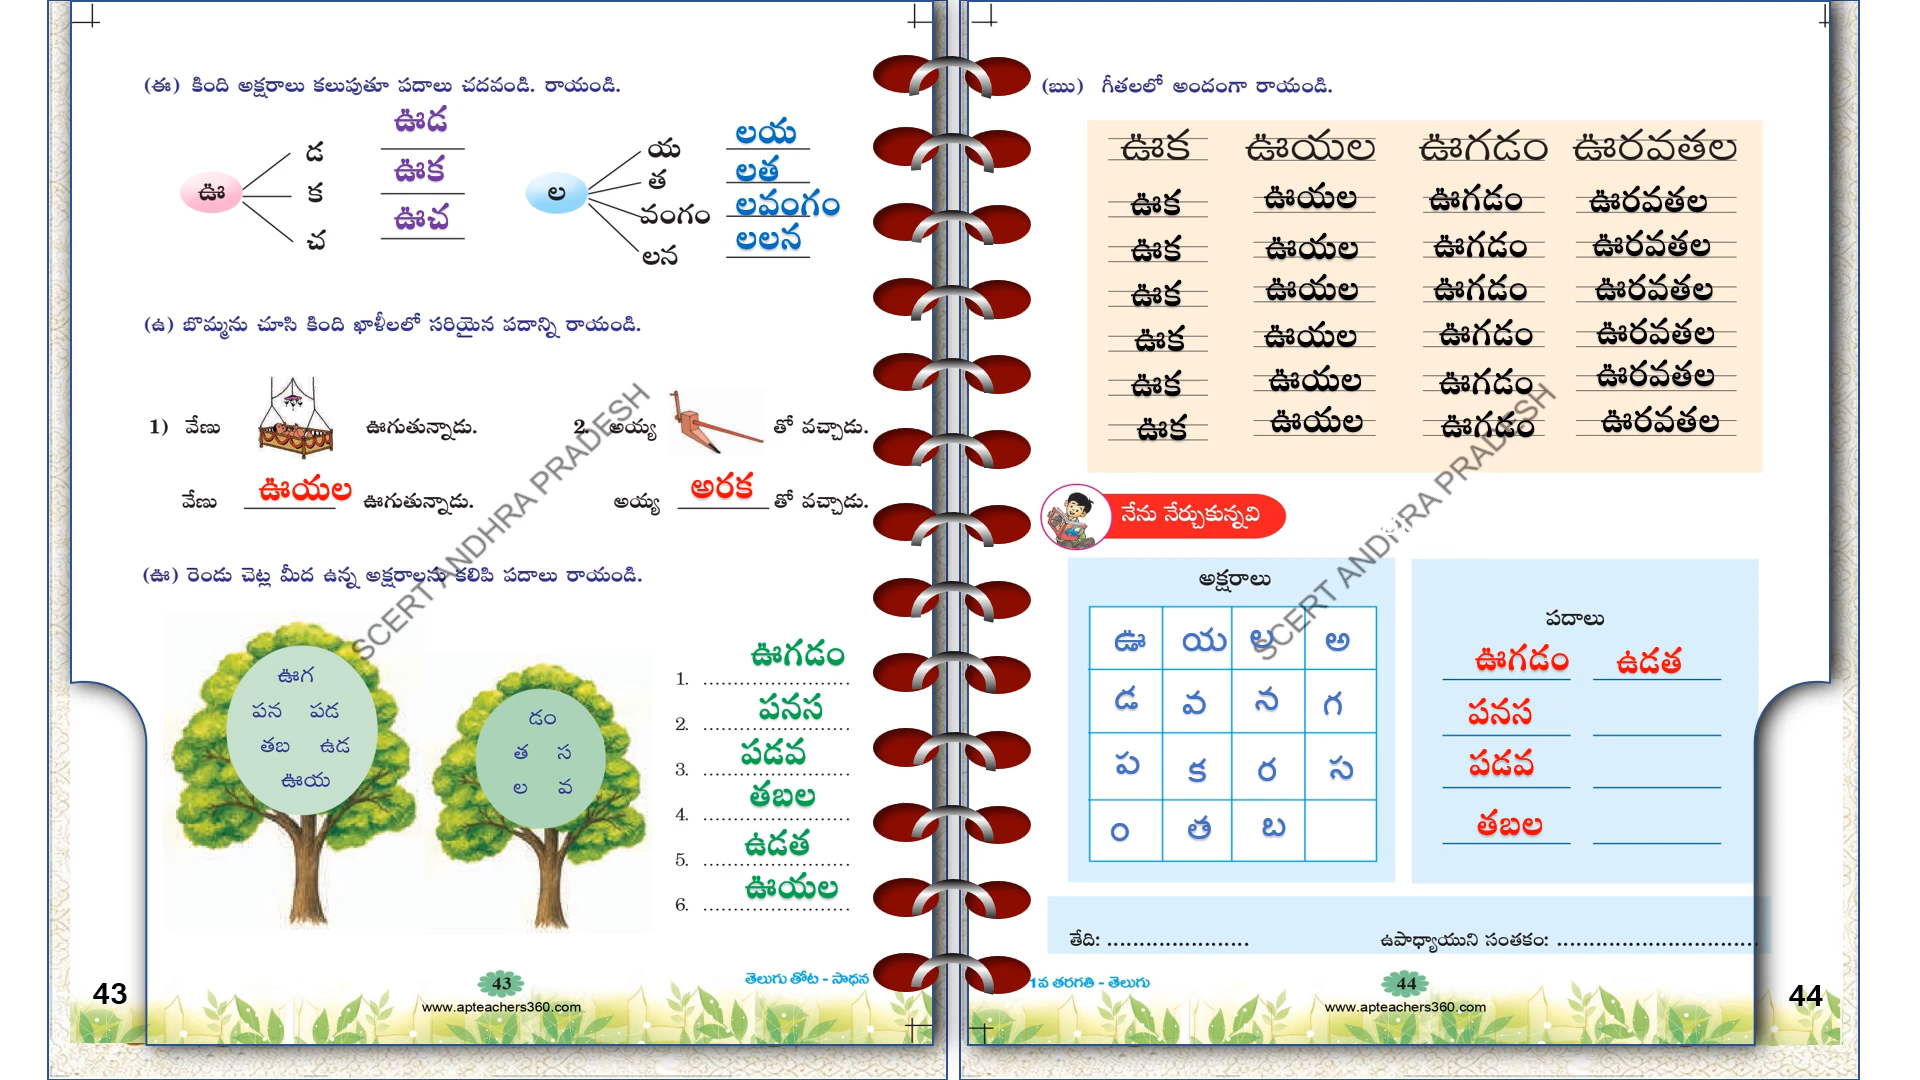 (ఈ) కింది అక్షరాలు కలుపుతూ పదాలు చదవండి. రాయండి.
ఊ
డ ఊడ
క ఊక
చ ఊచ
ల
య లయ
త లత
వంగం లవంగం
లన లలన
(ఉ) బొమ్మను చూసి కింది ఖాళీలలో సరియైన పదాన్ని రాయండి.
1) వేణు ఊగుతున్నాడు.
వేణు ఊయల ఊగుతున్నాడు.
2. అయ్య తో వచ్చాడు.
అయ్య అరక తో వచ్చాడు.
(ఊ) రెండు చెట్ల మీద ఉన్న అక్షరాలను కలిపి పదాలు రాయండి.
ఊగ
పన పడ
తబ ఉడ
ఊయ
డం
త స
ల వ
1. ఊగడం
2. పనస
3. పడవ
4. తబల
5. ఉడత
6. ఊయల
SCERT ANDHRA PRADESH
43
43
తెలుగు తోట - సాధన
www.apteachers360.com
(ఋ) గీతలలో అందంగా రాయండి.
ఊక ఊయల ఊగడం ఊరవతల
ఊక ఊయల ఊగడం ఊరవతల
ఊక ఊయల ఊగడం ఊరవతల
ఊక ఊయల ఊగడం ఊరవతల
ఊక ఊయల ఊగడం ఊరవతల
ఊక ఊయల ఊగడం ఊరవతల
ఊక ఊయల ఊగడం ఊరవతల
నేను నేర్చుకున్నవి
అక్షరాలు
ఊ య ల అ
డ వ న గ
ప క ర స
ం త బ
పదాలు
ఊగడం ఉడత
పనస
పడవ
తబల
SCERT ANDHRA PRADESH
తేది: ...................... ఉపాధ్యాయుని సంతకం: ...............................
1వ తరగతి - తెలుగు
44
44
www.apteachers360.com